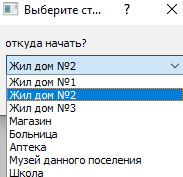 Выберите ст...
откуда начать?
Жил дом №2
Жил дом №1
Жил дом №2
Жил дом №3
Магазин
Больница
Аптека
Музей данного поселения
Школа